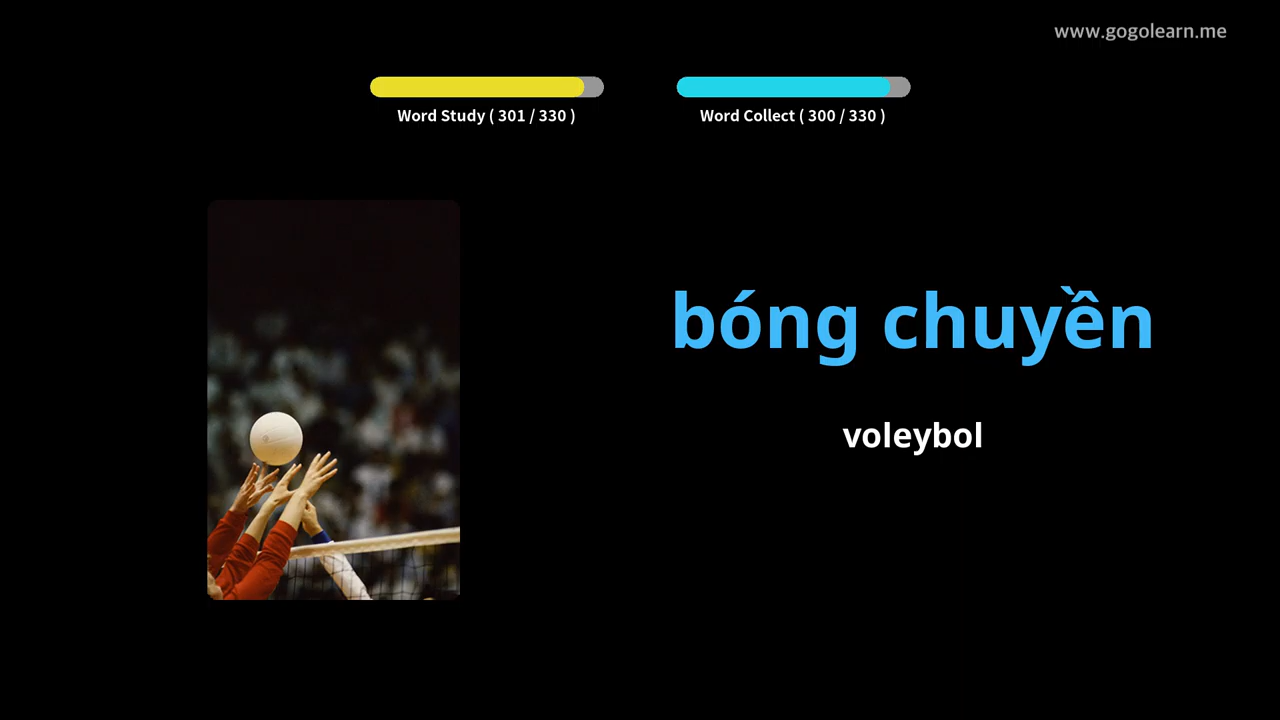 www.gogolearn.me
Word Study ( 301 / 330 )
Word Collect ( 300 / 330 )
bóng chuyền
voleybol